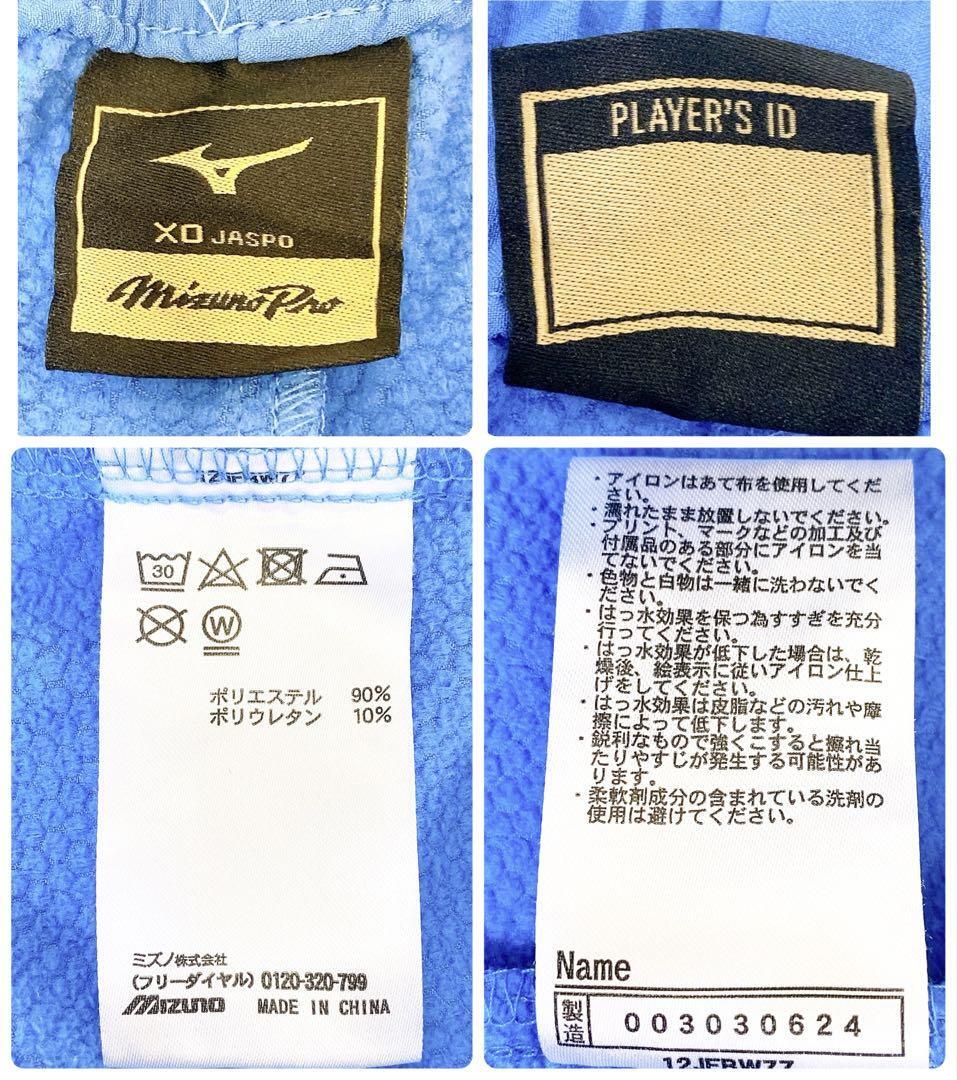 XO JASPO
Mizuno Pro
PLAYER'S ID
30
W
ポリエステル 90%
ポリウレタン 10%
ミズノ株式会社
(フリーダイヤル) 0120-320-799
MIZUNO MADE IN CHINA
・アイロンはあて布を使用してくだ
さい。
・濡れたまま放置しないでください。
・プリント、マークなどの加工及び
付属品のある部分にアイロンを当
てないでください。
・色物と白物は一緒に洗わないでく
ださい。
・はっ水効果を保つ為すすぎを充分
行ってください。
・はっ水効果が低下した場合は、乾
燥後、絵表示に従いアイロン仕上
げをしてください。
・はっ水効果は皮脂などの汚れや摩
擦によって低下します。
・鋭利なもので強くこすると擦れ当
たりやすじが発生する可能性があ
ります。
・柔軟剤成分の含まれている洗剤の
使用は避けてください。
Name
製造 003030624